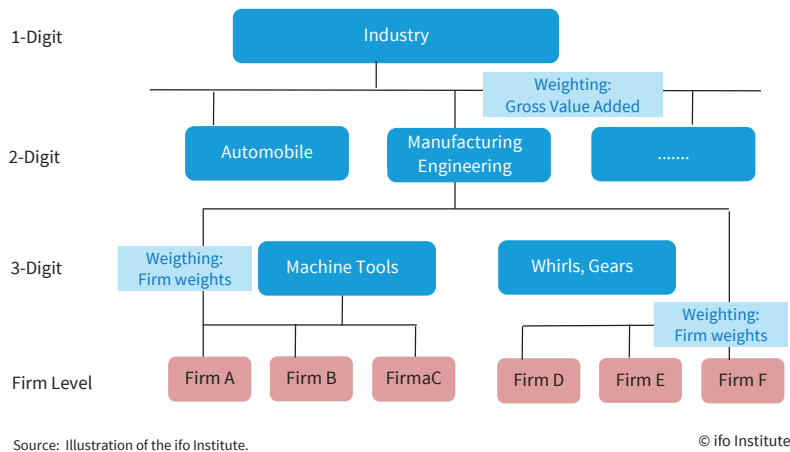 1-Digit
Industry
Weighting:
Gross Value Added
2-Digit
Automobile
Manufacturing
Engineering
.......
3-Digit
Weigthing:
Firm weights
Machine Tools
Whirls, Gears
Weighting:
Firm weights
Firm Level
Firm A
Firm B
FirmaC
Firm D
Firm E
Firm F
Source: Illustration of the ifo Institute.
© ifo Institute